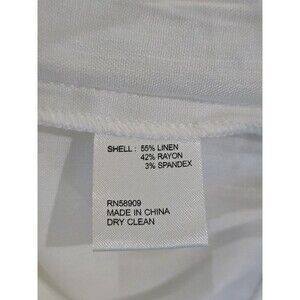 SHELL : 55% LINEN
42% RAYON
3% SPANDEX
RN58909
MADE IN CHINA
DRY CLEAN